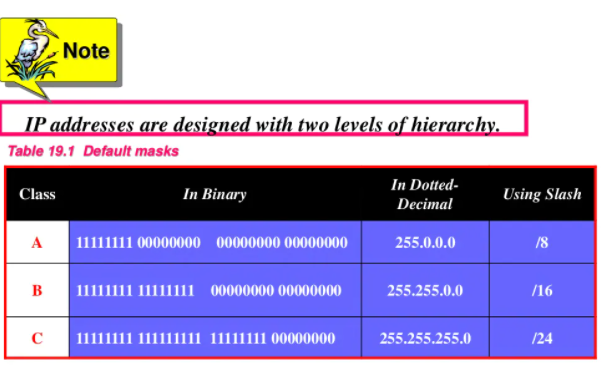 Note
IP addresses are designed with two levels of hierarchy.
Table 19.1 Default masks
Class In Binary In Dotted-Decimal Using Slash
A 11111111 00000000 00000000 00000000 255.0.0.0 /8
B 11111111 11111111 00000000 00000000 255.255.0.0 /16
C 11111111 111111111 11111111 00000000 255.255.255.0 /24